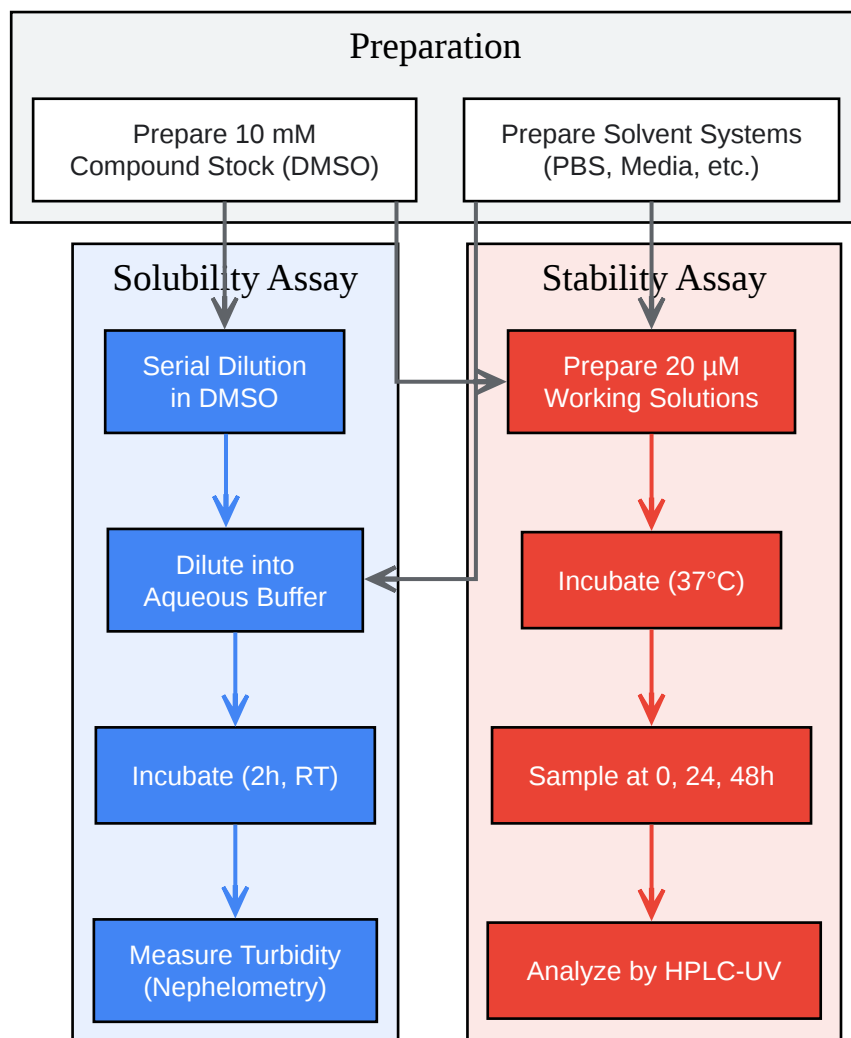 Preparation
Prepare 10 mM
Compound Stock (DMSO)
Prepare Solvent Systems
(PBS, Media, etc.)
Solubility Assay
Serial Dilution
in DMSO
Dilute into
Aqueous Buffer
Incubate (2h, RT)
Measure Turbidity
(Nephelometry)
Stability Assay
Prepare 20 µM
Working Solutions
Incubate (37°C)
Sample at 0, 24, 48h
Analyze by HPLC-UV